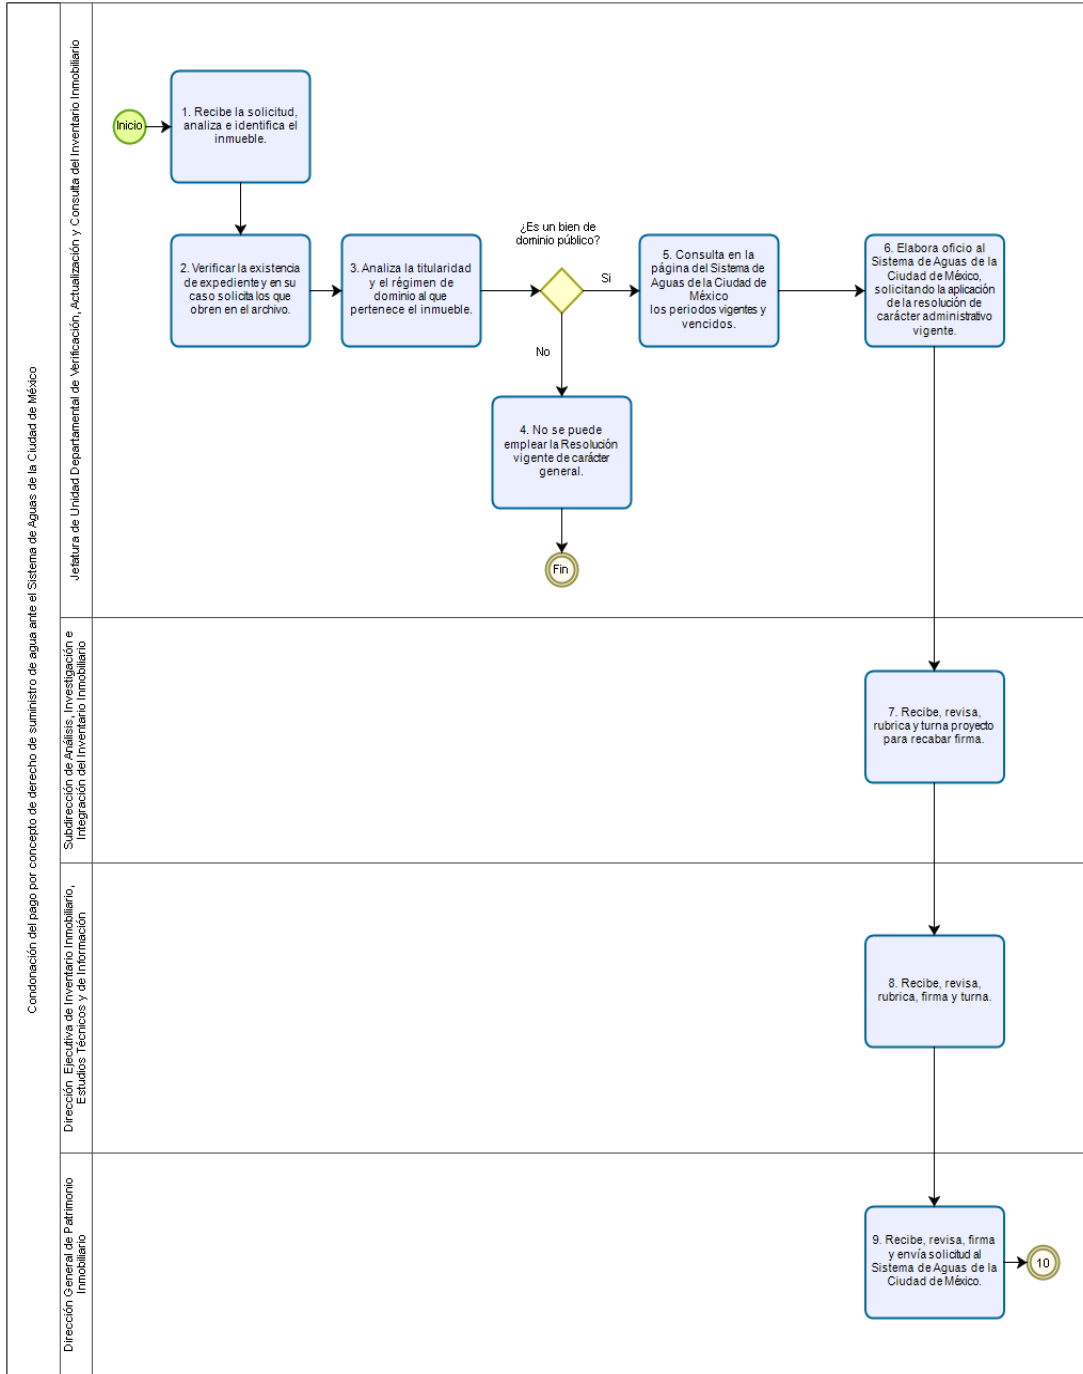 Condonación del pago por concepto de derecho de suministro de agua ante el Sistema de Aguas de la Ciudad de México
Jefatura de Unidad Departamental de Verificación, Actualización y Consulta del Inventario Inmobiliario
Inicio
1. Recibe la solicitud,
analiza e identifica el
inmueble.
2. Verificar la existencia
de expediente y en su
caso solicita los que
obren en el archivo.
3. Analiza la titularidad
y el régimen de
dominio al que
pertenece el inmueble.
¿Es un bien de
dominio público?
Si
No
4. No se puede
emplear la Resolución
vigente de carácter
general.
Fin
5. Consulta en la
página del Sistema de
Aguas de la Ciudad de
México
los periodos vigentes y
vencidos.
6. Elabora oficio al
Sistema de Aguas de la
Ciudad de México,
solicitando la aplicación
de la resolución de
carácter administrativo
vigente.
Subdirección de Análisis, Investigación e
Integración del Inventario Inmobiliario
7. Recibe, revisa,
rubrica y turna proyecto
para recabar firma.
Dirección Ejecutiva de Inventario Inmobiliario,
Estudios Técnicos y de Información
8. Recibe, revisa,
rubrica, firma y turna.
Dirección General de Patrimonio
Inmobiliario
9. Recibe, revisa, firma
y envía solicitud al
Sistema de Aguas de la
Ciudad de México.
10